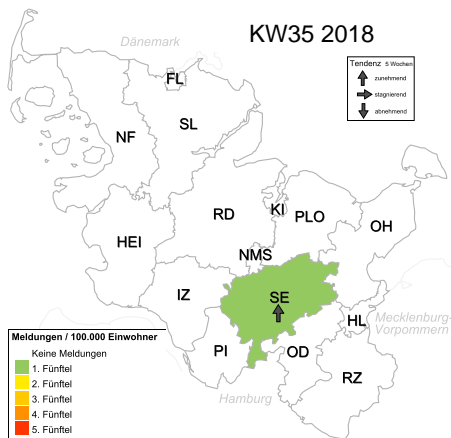 KW35 2018
Dänemark
Tendenz 5 Wochen
zunehmend
stagnierend
abnehmend
FL
SL
NF
RD
KI
PLO
OH
HEI
NMS
IZ
SE
HL
Mecklenburg-
Vorpommern
PI
OD
RZ
Hamburg
Meldungen / 100.000 Einwohner
Keine Meldungen
1. Fünftel
2. Fünftel
3. Fünftel
4. Fünftel
5. Fünftel